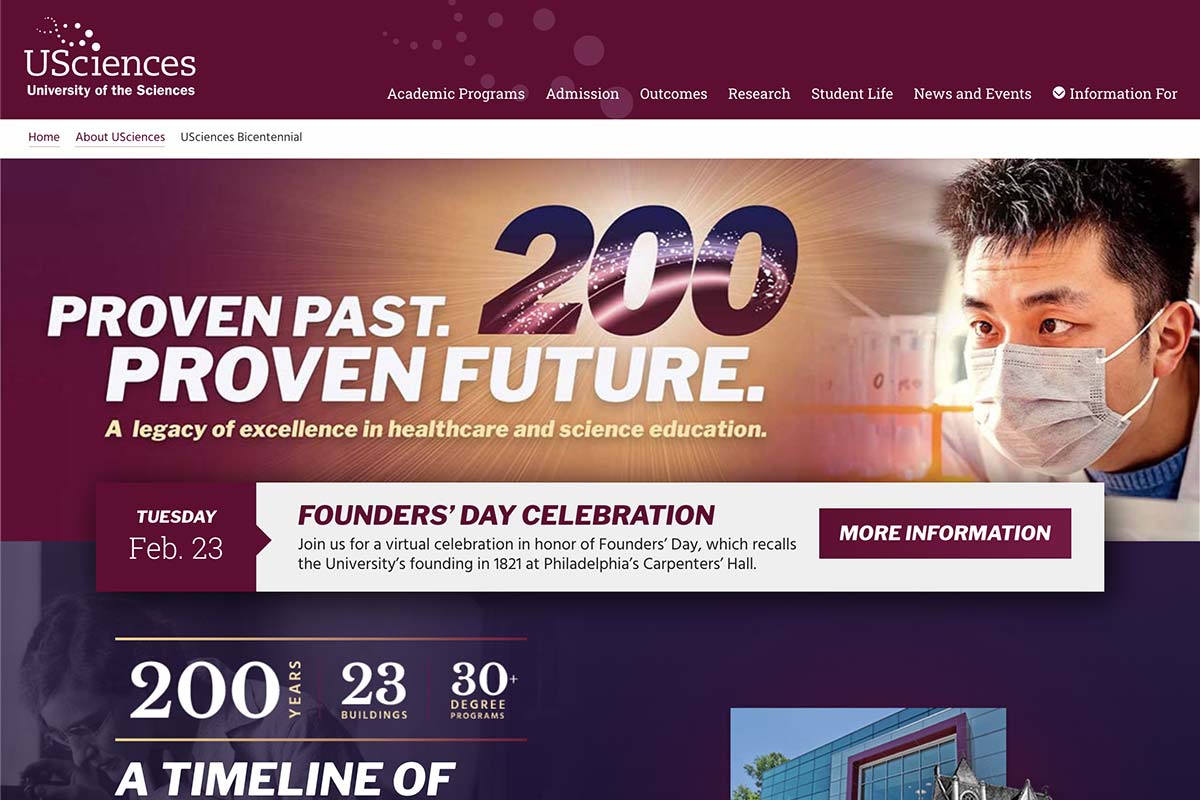 USciences
University of the Sciences
Academic Programs Admission Outcomes Research Student Life News and Events Information For
Home About USciences USciences Bicentennial
200
PROVEN PAST.
PROVEN FUTURE.
A legacy of excellence in healthcare and science education.
TUESDAY
Feb. 23
FOUNDERS’ DAY CELEBRATION
Join us for a virtual celebration in honor of Founders’ Day, which recalls
the University’s founding in 1821 at Philadelphia’s Carpenters’ Hall.
MORE INFORMATION
200 YEARS
23
BUILDINGS
30+
DEGREE
PROGRAMS
A TIMELINE OF